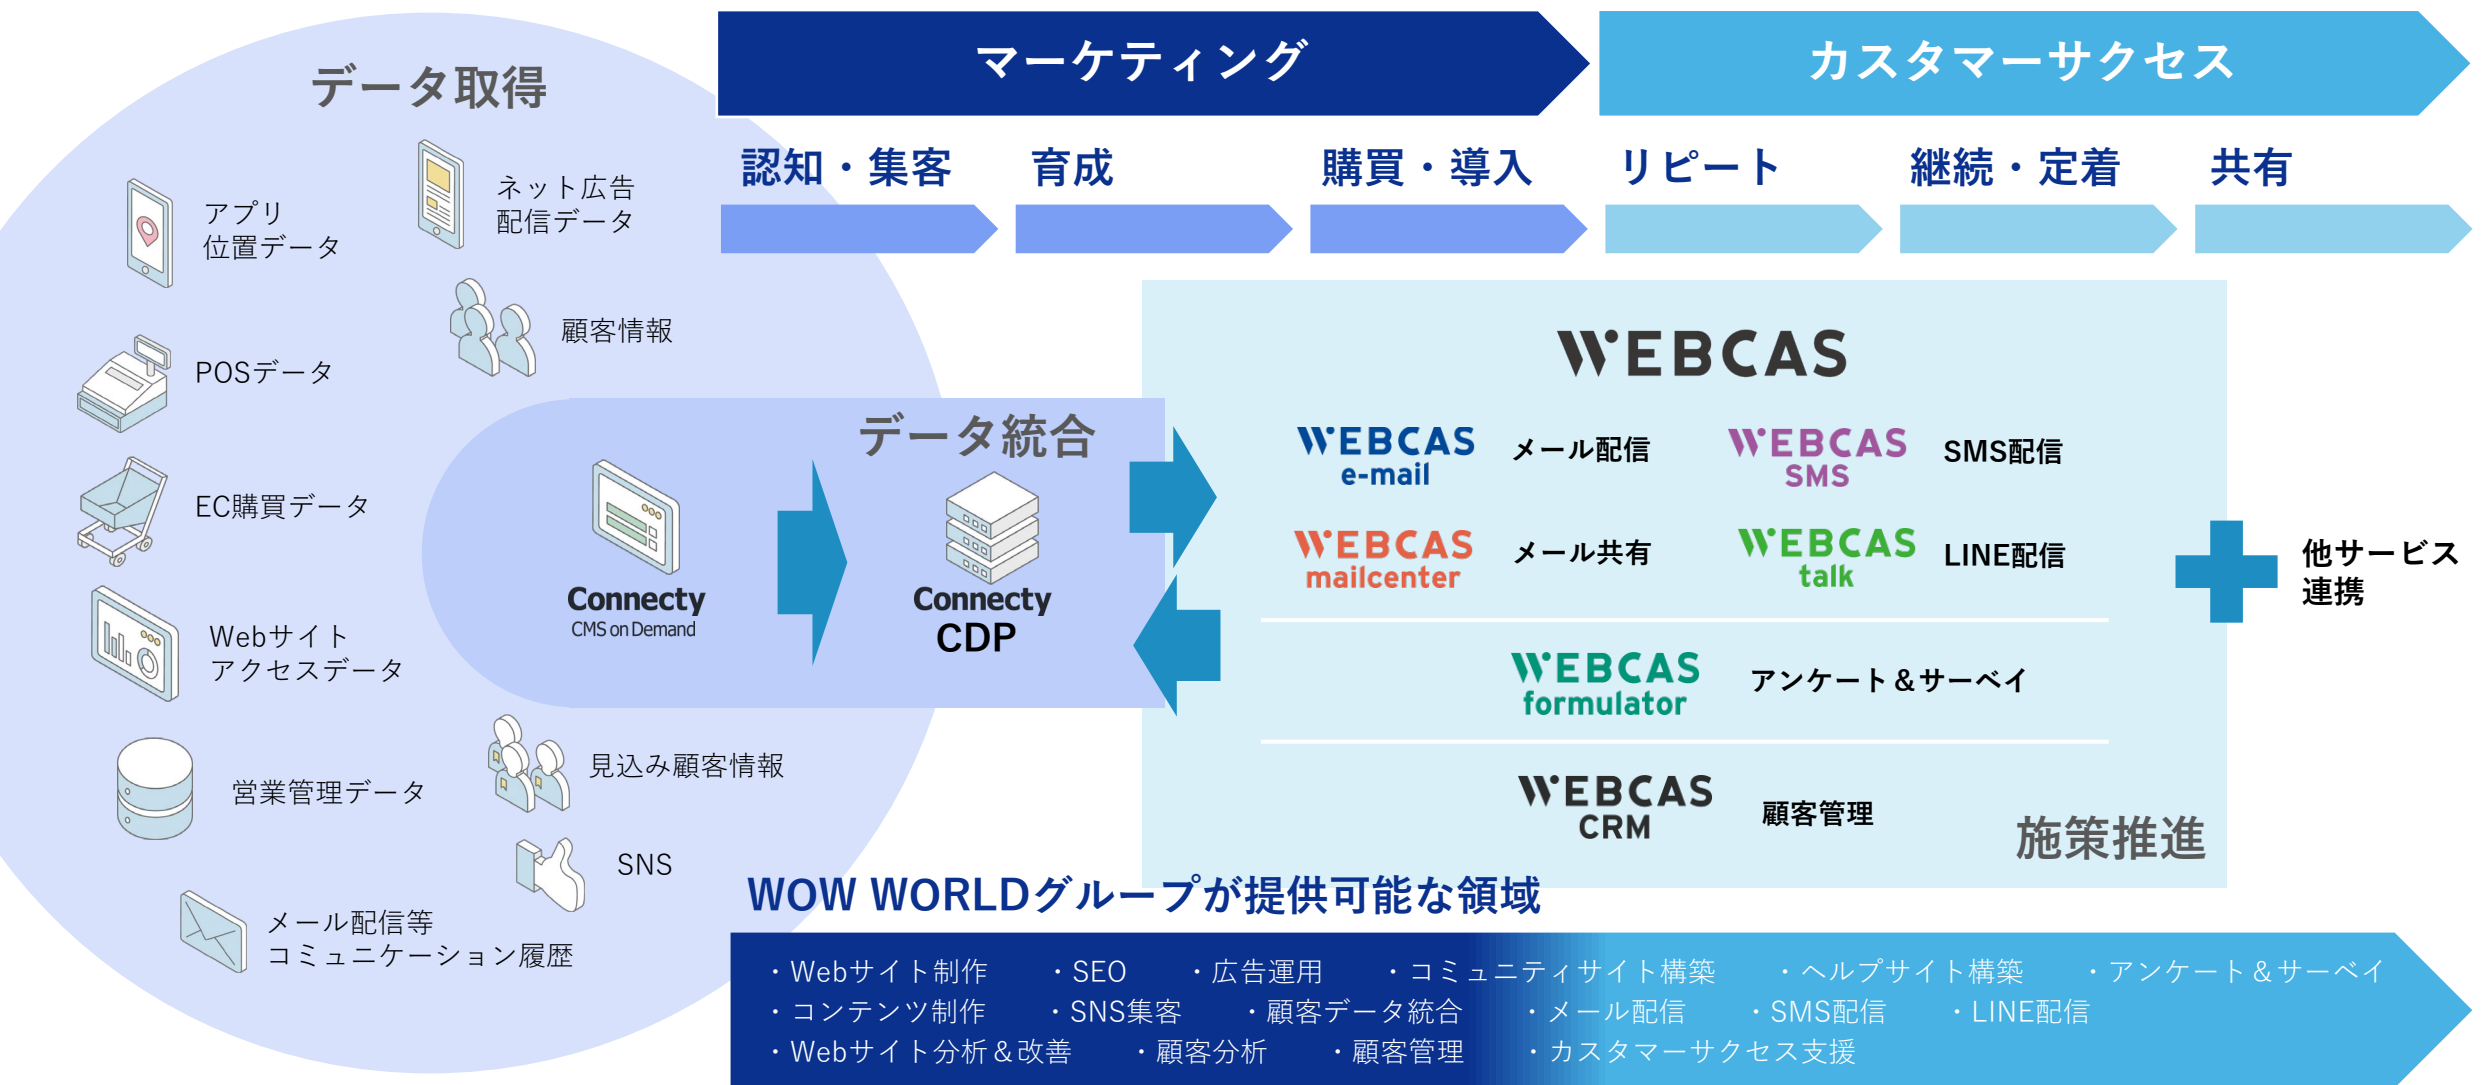 マーケティング
カスタマーサクセス
データ取得
認知・集客
育成
購買・導入
リピート
継続・定着
共有
ネット広告
配信データ
アプリ
位置データ
顧客情報
POSデータ
EC購買データ
Webサイト
アクセスデータ
営業管理データ
見込み顧客情報
SNS
メール配信等
コミュニケーション履歴
データ統合
Connecty
CMS on Demand
Connecty
CDP
WEBCAS
WEBCAS
e-mail
メール配信
WEBCAS
SMS
SMS配信
WEBCAS
mailcenter
メール共有
WEBCAS
talk
LINE配信
WEBCAS
formulator
アンケート＆サーベイ
WEBCAS
CRM
顧客管理
施策推進
他サービス
連携
WOW WORLDグループが提供可能な領域
・Webサイト制作 ・SEO ・広告運用 ・コミュニティサイト構築 ・ヘルプサイト構築 ・アンケート＆サーベイ
・コンテンツ制作 ・SNS集客 ・顧客データ統合 ・メール配信 ・SMS配信 ・LINE配信
・Webサイト分析＆改善 ・顧客分析 ・顧客管理 ・カスタマーサクセス支援